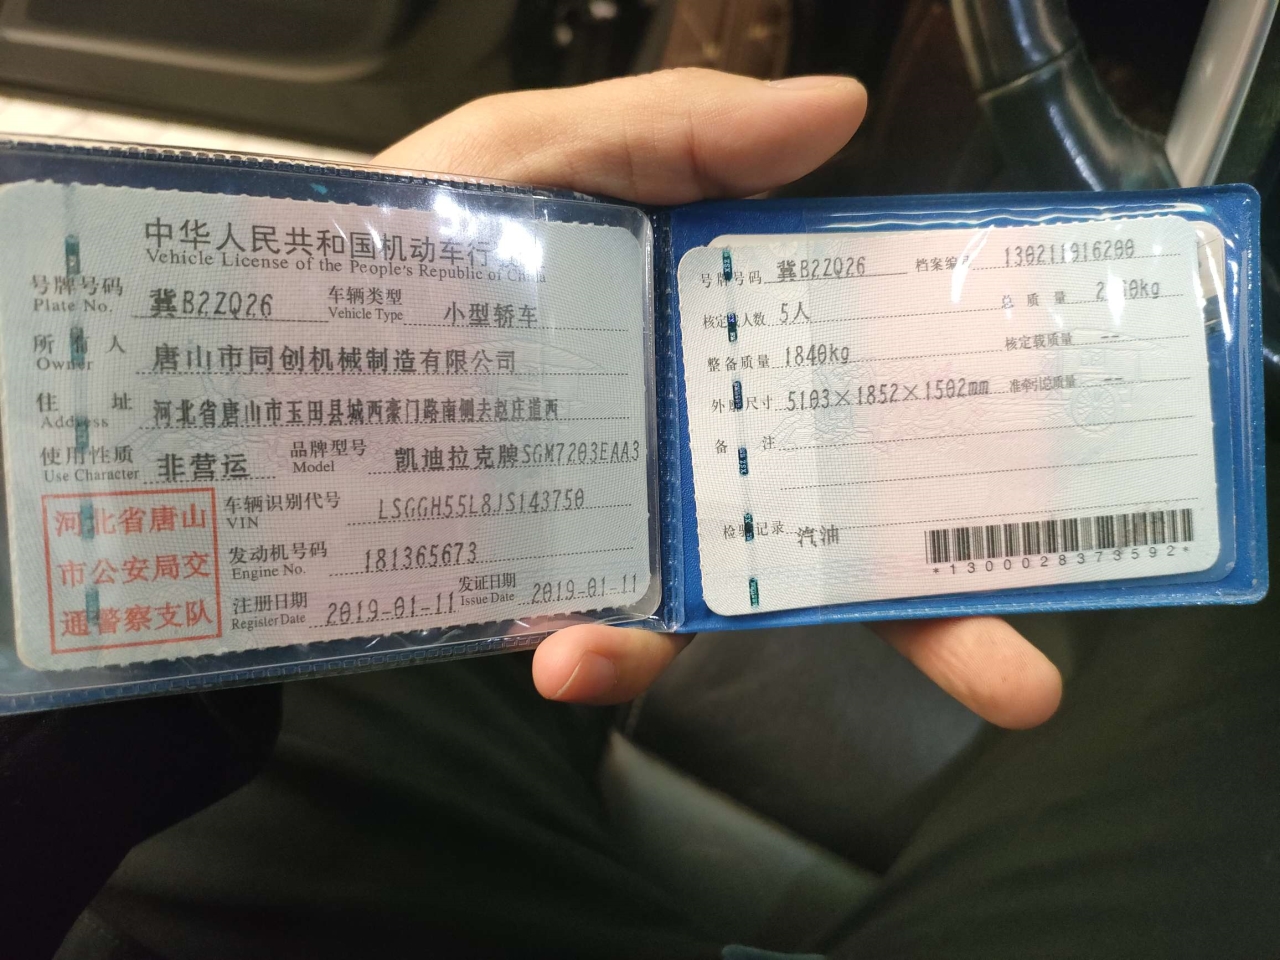 中华人民共和国机动车行
Vehicle License of the People's Republic of China
号牌号码 冀B2ZQ26 车辆类型 小型轿车
Plate No. Vehicle Type
所有人 唐山市同创机械制造有限公司
Owner
住址 河北省唐山市玉田县城西豪门路南侧夫赵庄道西
Address
使用性质 非营运 品牌型号 凯迪拉克牌SGM7203EAA3
Use Character Model
河北省唐山
市公安局交
通警察支队
车辆识别代号 LSGGH55L8JS143750
VIN
发动机号码 181365673
Engine No.
注册日期 2019-01-11 发证日期 2019-01-11
Register Date Issue Date
号牌号码 冀B2ZQ26 档案编号 130211916200
核定人数 5人 总质量
整备质量 1840kg 核定载质量 --
外廓尺寸 5103×1852×1502mm 准牵引总质量 --
备注
检验记录 汽油
*1300028373592*